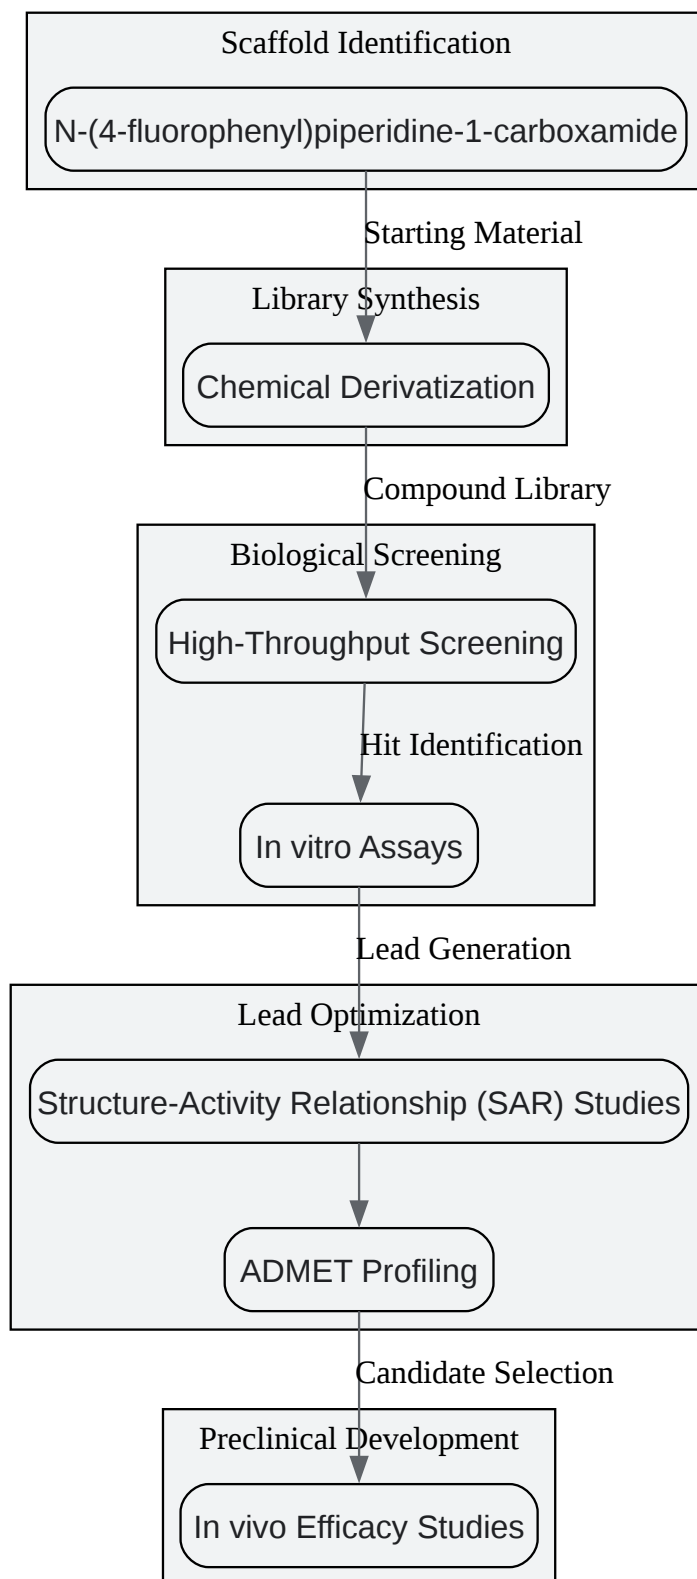 Scaffold Identification
N-(4-fluorophenyl)piperidine-1-carboxamide
Starting Material
Library Synthesis
Chemical Derivatization
Compound Library
Biological Screening
High-Throughput Screening
Hit Identification
In vitro Assays
Lead Generation
Lead Optimization
Structure-Activity Relationship (SAR) Studies
ADMET Profiling
Candidate Selection
Preclinical Development
In vivo Efficacy Studies